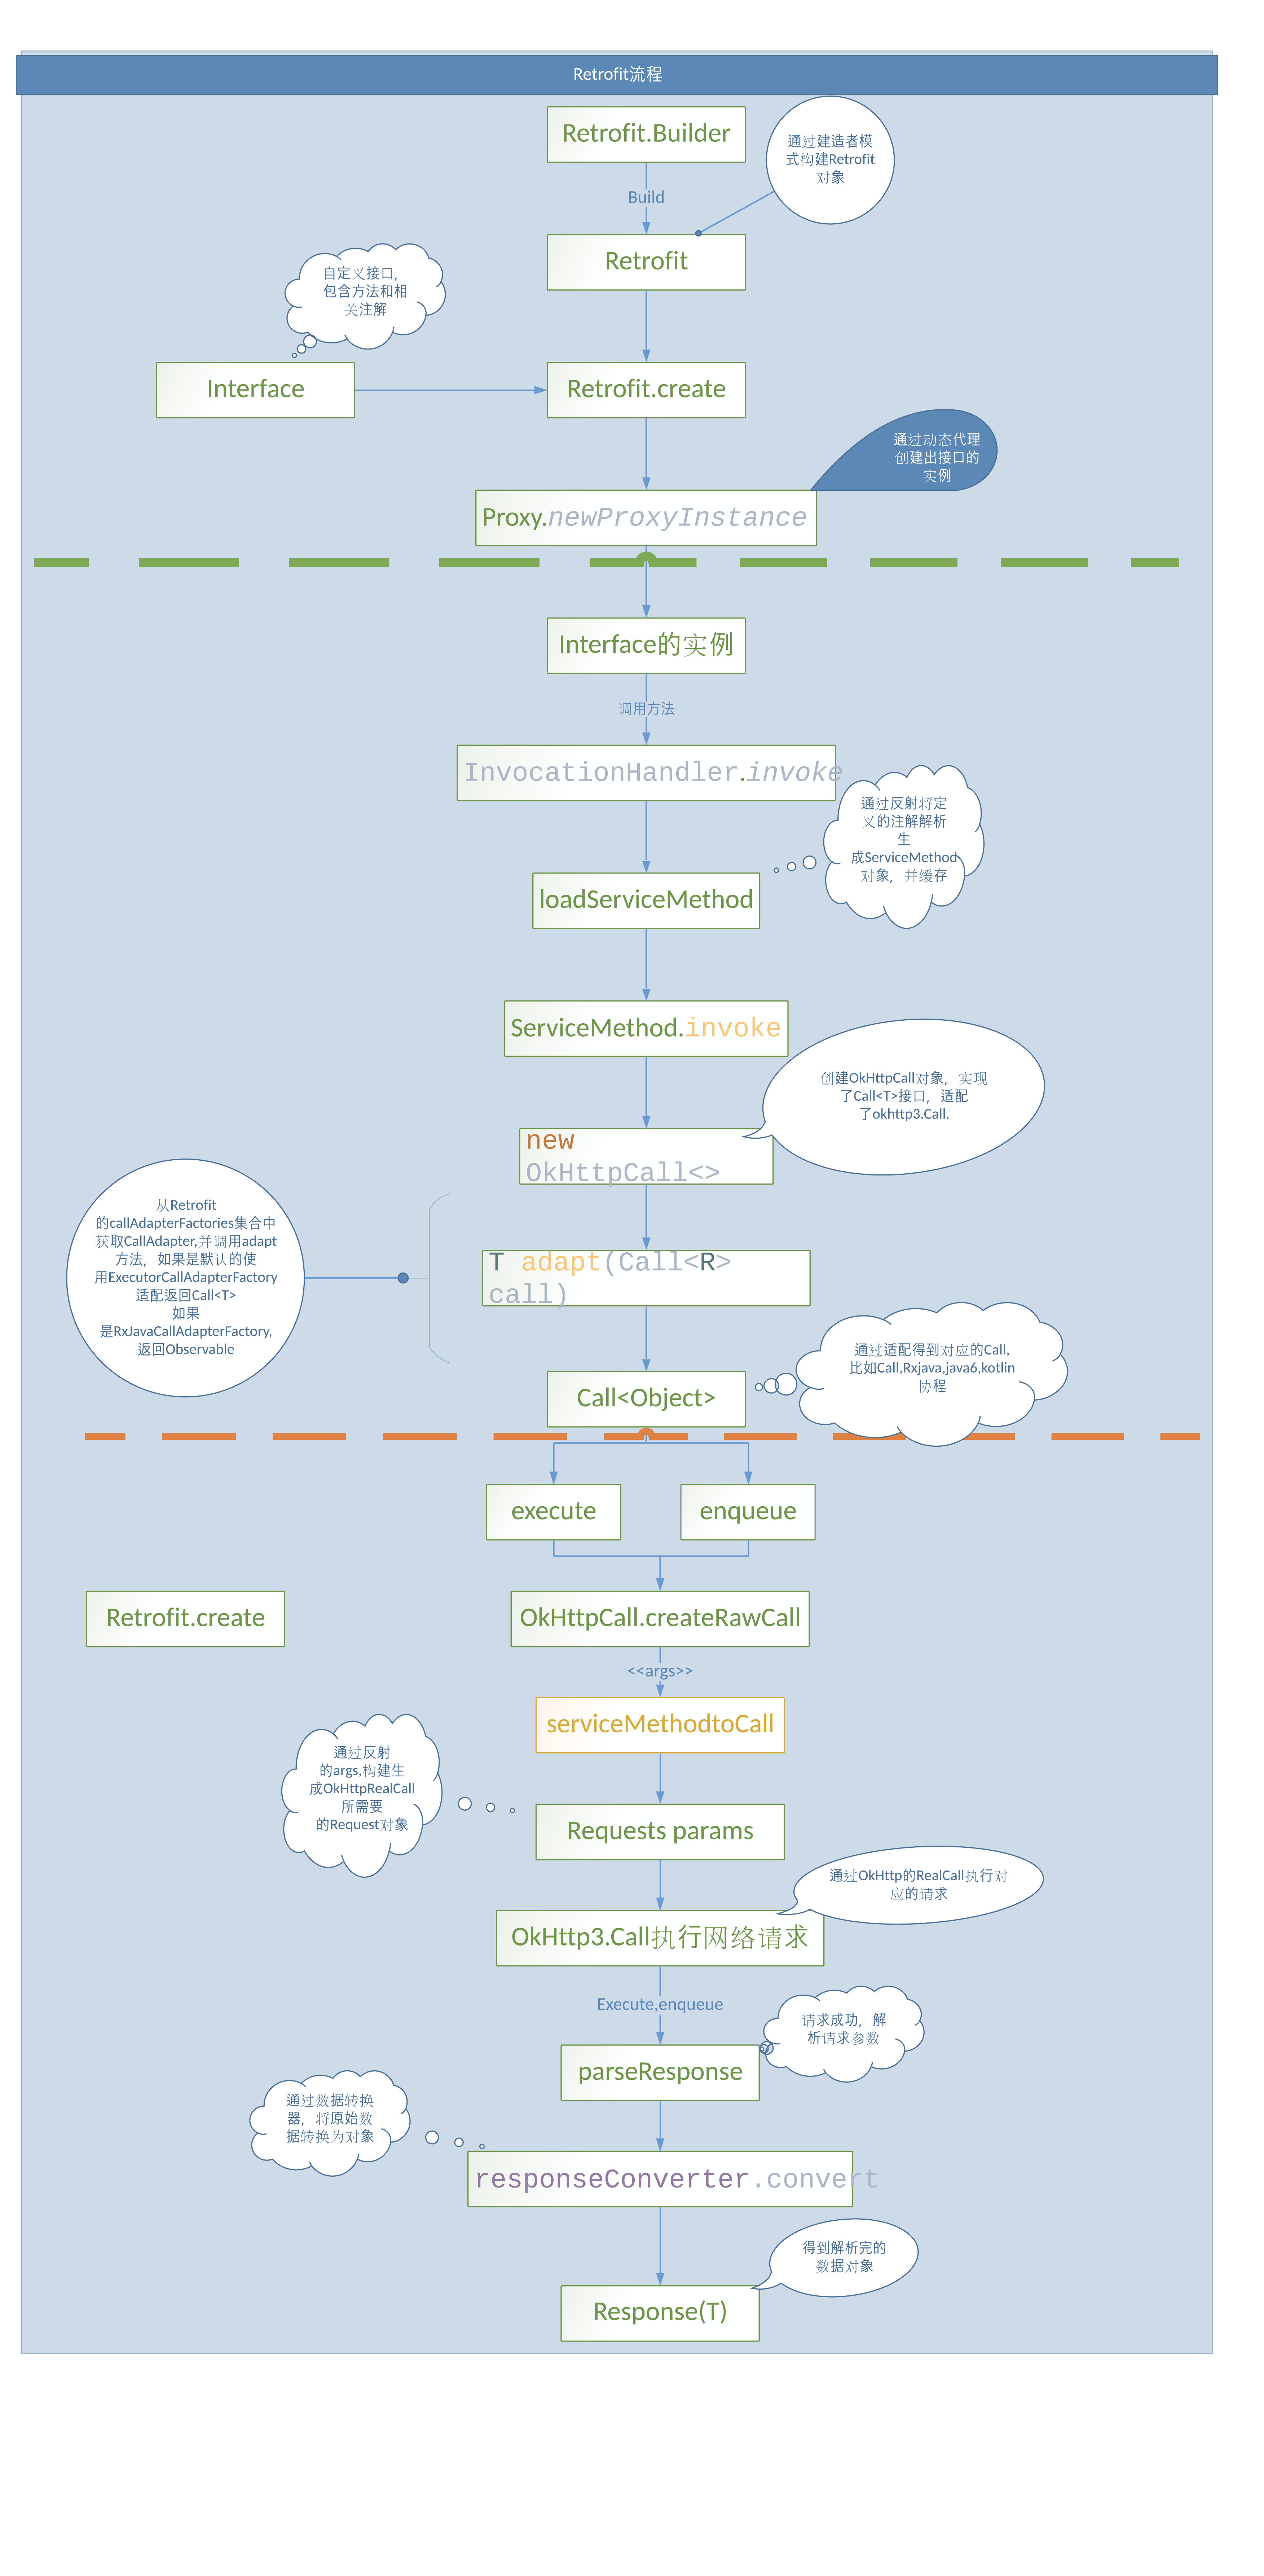 Retrofit流程
Retrofit.Builder
通过建造者模
式构建Retrofit
对象
Build
Retrofit
自定义接口，
包含方法和相
关注解
Interface
Retrofit.create
通过动态代理
创建出接口的
实例
Proxy.newProxyInstance
Interface的实例
调用方法
InvocationHandler.invoke
通过反射将定
义的注解解析
生
成ServiceMethod
对象，并缓存
loadServiceMethod
ServiceMethod.invoke
创建OkHttpCall对象，实现
了Call<T>接口，适配
了okhttp3.Call.
new
OkHttpCall<>
从Retrofit
的callAdapterFactories集合中
获取CallAdapter,并调用adapt
方法，如果是默认的使
用ExecutorCallAdapterFactory
适配返回Call<T>
如果
是RxJavaCallAdapterFactory,
返回Observable
T adapt(Call<R>
call)
通过适配得到对应的Call,
比如Call,Rxjava,java6,kotlin
协程
Call<Object>
execute
enqueue
Retrofit.create
OkHttpCall.createRawCall
<<args>>
serviceMethodtoCall
通过反射
的args,构建生
成OkHttpRealCall
所需要
的Request对象
Requests params
通过OkHttp的RealCall执行对
应的请求
OkHttp3.Call执行网络请求
Execute,enqueue
请求成功，解
析请求参数
parseResponse
通过数据转换
器，将原始数
据转换为对象
responseConverter.convert
得到解析完的
数据对象
Response(T)